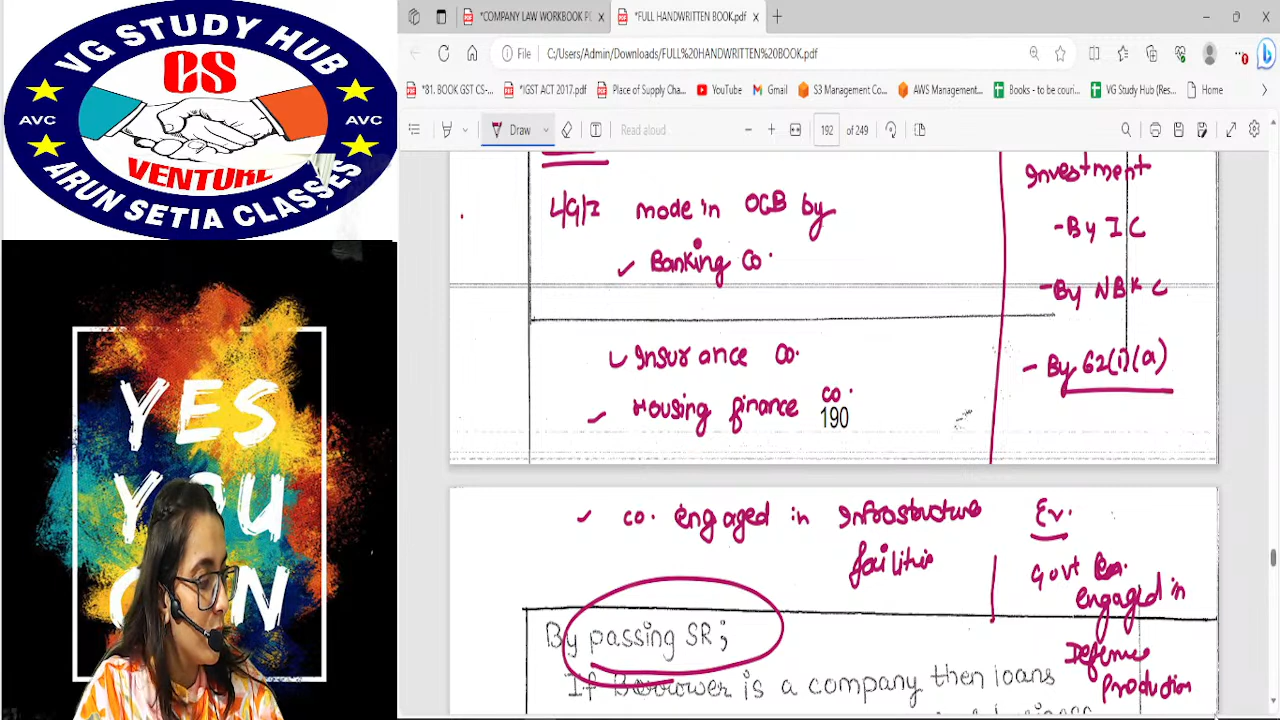 VG STUDY HUB
CS
AVC
AVC
VENTURE
ARUN SETIA CLASSES
YES
YOU
CAN
*COMPANY LAW WORKBOOK P
*FULL HANDWRITTEN BOOK.pdf
File
C:/Users/Admin/Downloads/FULL%20HANDWRITTEN%20BOOK.pdf
*81. BOOK GST CS-...
*IGST ACT 2017.pdf
Place of Supply Cha...
YouTube
Gmail
S3 Management Co...
AWS Management...
Books - to be couri...
VG Study Hub (Res...
Home
Draw
Read aloud
192
of 249
Investment
L/G/I mode in OCB by
- By IC
✓ Banking Co.
- By NBFC
✓ Insurance Co.
- By 62(1)(a)
✓ Housing finance co.
190
✓ co. engaged in Infrastructure
facilities
Ex.
Govt Co.
engaged in
Defence
production
By passing SR;
If Borrower is a company then loans